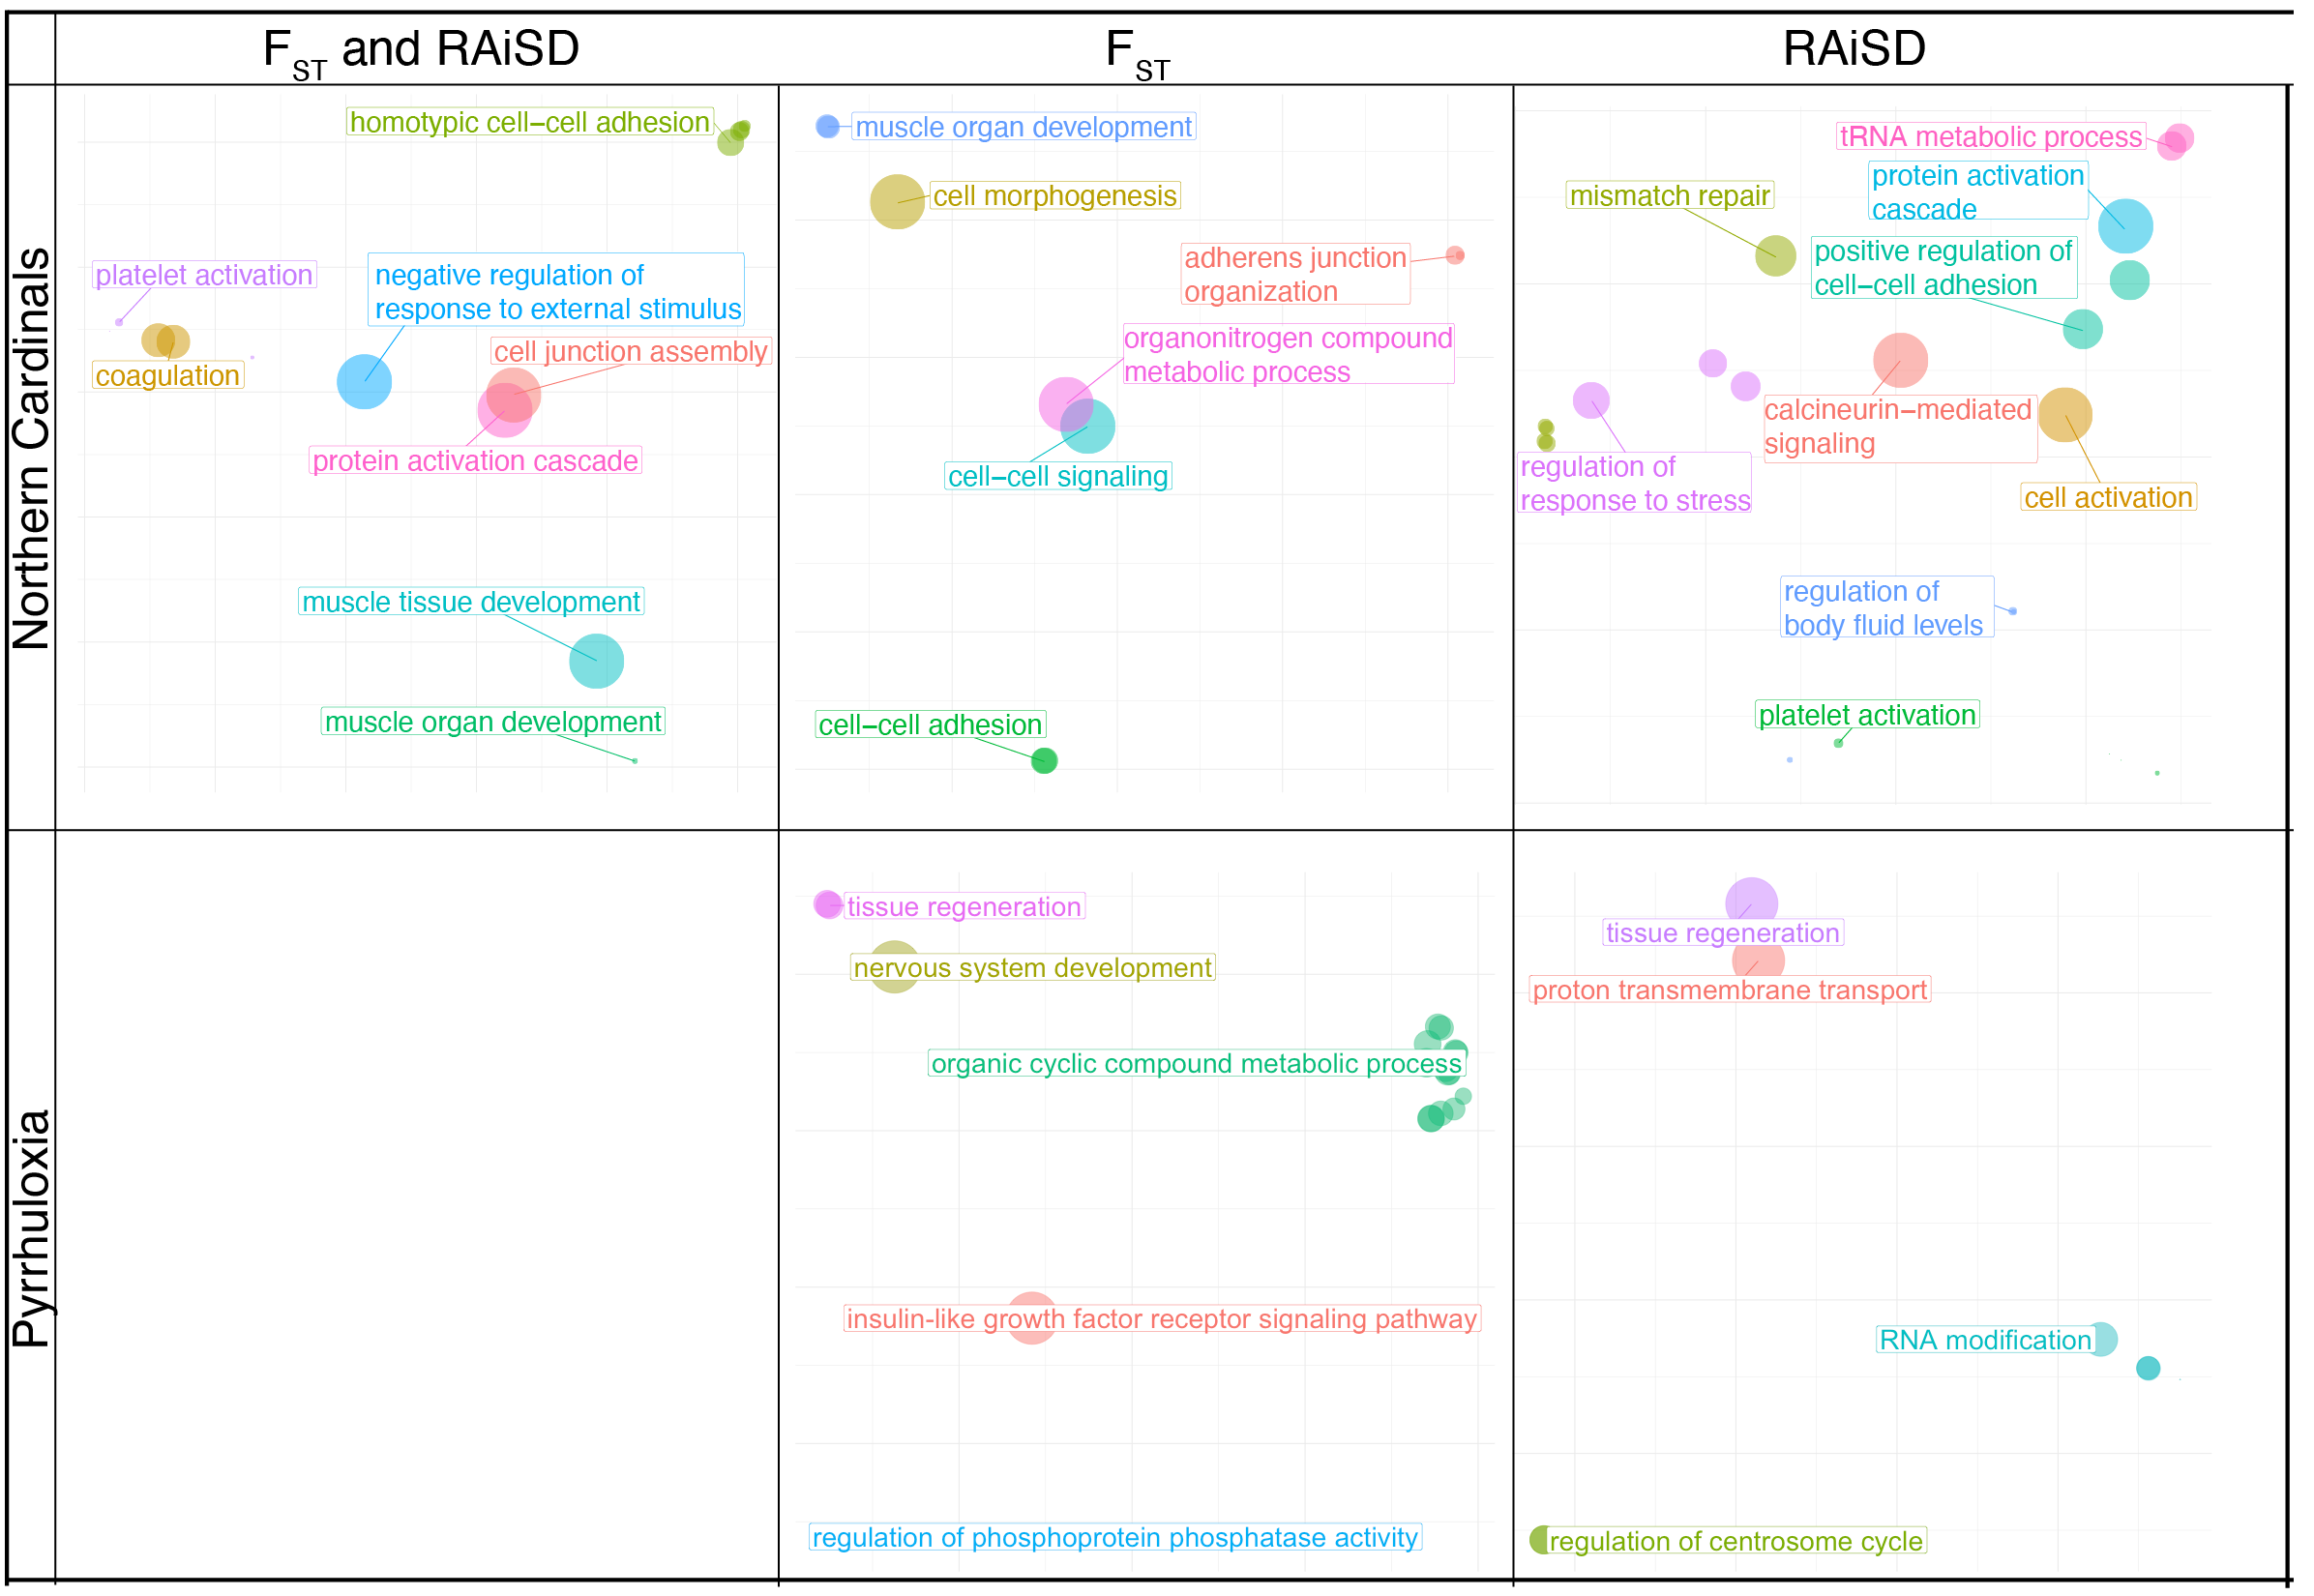 F_ST and RAiSD
F_ST
RAiSD
Northern Cardinals
homotypic cell–cell adhesion
platelet activation
negative regulation of
response to external stimulus
cell junction assembly
coagulation
protein activation cascade
muscle tissue development
muscle organ development
muscle organ development
cell morphogenesis
adherens junction
organization
organonitrogen compound
metabolic process
cell–cell signaling
cell–cell adhesion
tRNA metabolic process
protein activation
cascade
mismatch repair
positive regulation of
cell–cell adhesion
calcineurin–mediated
signaling
regulation of
response to stress
cell activation
regulation of
body fluid levels
platelet activation
Pyrrhuloxia
tissue regeneration
nervous system development
organic cyclic compound metabolic process
insulin-like growth factor receptor signaling pathway
regulation of phosphoprotein phosphatase activity
tissue regeneration
proton transmembrane transport
RNA modification
regulation of centrosome cycle